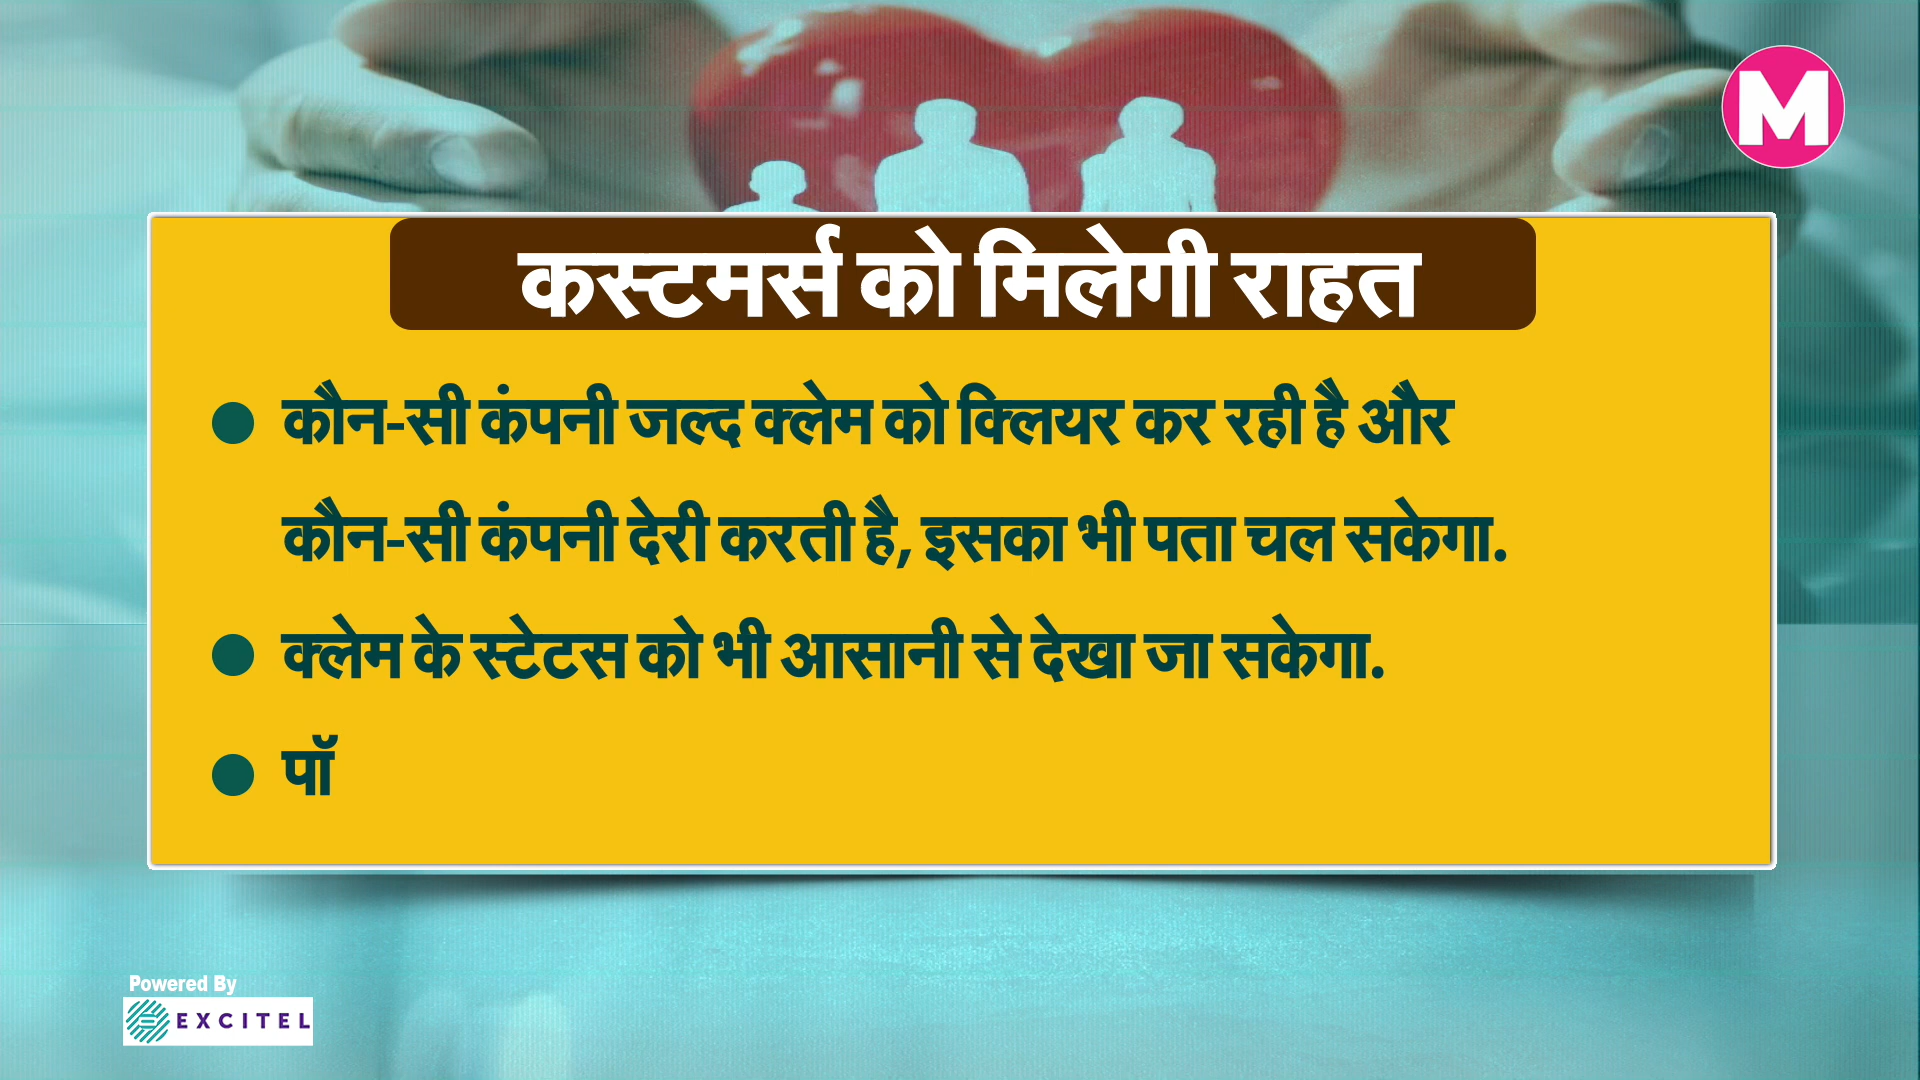 M
कस्टमर्स को मिलेगी राहत
कौन-सी कंपनी जल्द क्लेम को क्लियर कर रही है और
कौन-सी कंपनी देरी करती है, इसका भी पता चल सकेगा.
क्लेम के स्टेटस को भी आसानी से देखा जा सकेगा.
पॉ
Powered By
EXCITEL